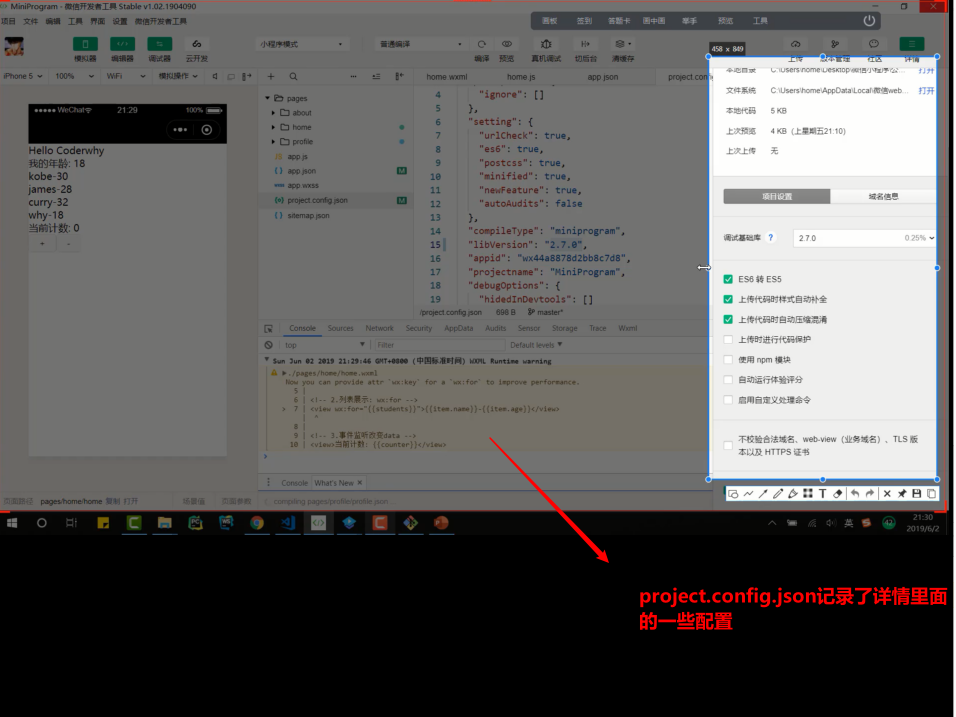 MiniProgram - 微信开发者工具 Stable v1.02.1904090
项目 文件 编辑 工具 界面 设置 微信开发者工具
画板 签到 答题卡 画中画 举手 预览 工具
模拟器 编辑器 调试器 云开发
小程序模式 普通编译
编译 预览 真机调试 切后台 清缓存
上传 版本管理 社区 详情
458 × 849
iPhone 5 100% WiFi 模拟操作
home.wxml home.js app.json project.con
WeChat 21:29 100%
Hello Coderwhy
我的年龄: 18
kobe-30
james-28
curry-32
why-18
当前计数: 0
+ -
pages
about
home
profile
app.js
app.json M
app.wxss
project.config.json M
sitemap.json
4 "ignore": []
5 },
6 "setting": {
7 "urlCheck": true,
8 "es6": true,
9 "postcss": true,
10 "minified": true,
11 "newFeature": true,
12 "autoAudits": false
13 },
14 "compileType": "miniprogram",
15 "libVersion": "2.7.0",
16 "appid": "wx44a8878d2bb8c7d8",
17 "projectname": "MiniProgram",
18 "debugOptions": {
19 "hidedInDevtools": []
/project.config.json 698 B master*
Console Sources Network Security AppData Audits Sensor Storage Trace Wxml
top Filter Default levels
Sun Jun 02 2019 21:29:46 GMT+0800 (中国标准时间) WXML Runtime warning
./pages/home/home.wxml
Now you can provide attr `wx:key` for a `wx:for` to improve performance.
5 |
6 | <!-- 2.列表展示: wx:for -->
> 7 | <view wx:for="{{students}}">{{item.name}}-{{item.age}}</view>
| ^
8 |
9 | <!-- 3.事件监听改变data -->
10 | <view>当前计数: {{counter}}</view>
>
Console What's New ×
页面路径 pages/home/home 复制 打开 场景值 页面参数 compiling pages/profile/profile.json ...
本地目录 C:\Users\home\Desktop\微信小程序/公... 打开
文件系统 C:\Users\home\AppData\Local\微信web... 打开
本地代码 5 KB
上次预览 4 KB (上星期五21:10)
上次上传 无
项目设置 域名信息
调试基础库 ? 2.7.0 0.25%
ES6 转 ES5
上传代码时样式自动补全
上传代码时自动压缩混淆
上传时进行代码保护
使用 npm 模块
自动运行体验评分
启用自定义处理命令
不校验合法域名、web-view（业务域名）、TLS 版
本以及 HTTPS 证书
英 21:30
2019/6/2
project.config.json记录了详情里面
的一些配置